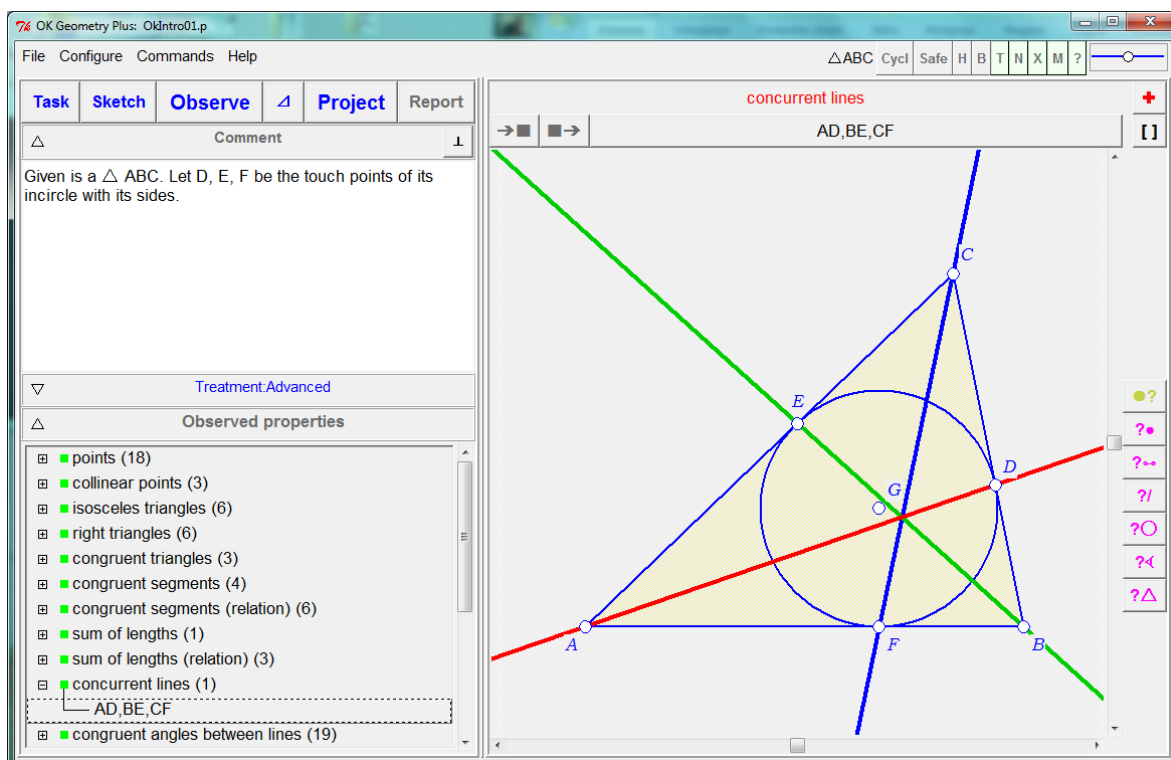 OK Geometry Plus: OkIntro01.p
File Configure Commands Help
△ABC Cycl Safe H B T N X M ?
Task Sketch Observe ⊿ Project Report
△ Comment ⊥
Given is a △ ABC. Let D, E, F be the touch points of its
incircle with its sides.
▽ Treatment:Advanced
△ Observed properties
points (18)
collinear points (3)
isosceles triangles (6)
right triangles (6)
congruent triangles (3)
congruent segments (4)
congruent segments (relation) (6)
sum of lengths (1)
sum of lengths (relation) (3)
concurrent lines (1)
AD,BE,CF
congruent angles between lines (19)
concurrent lines +
AD,BE,CF [ ]
C
E
D
G
A F B
?
?
?
?/
?○
?∢
?△